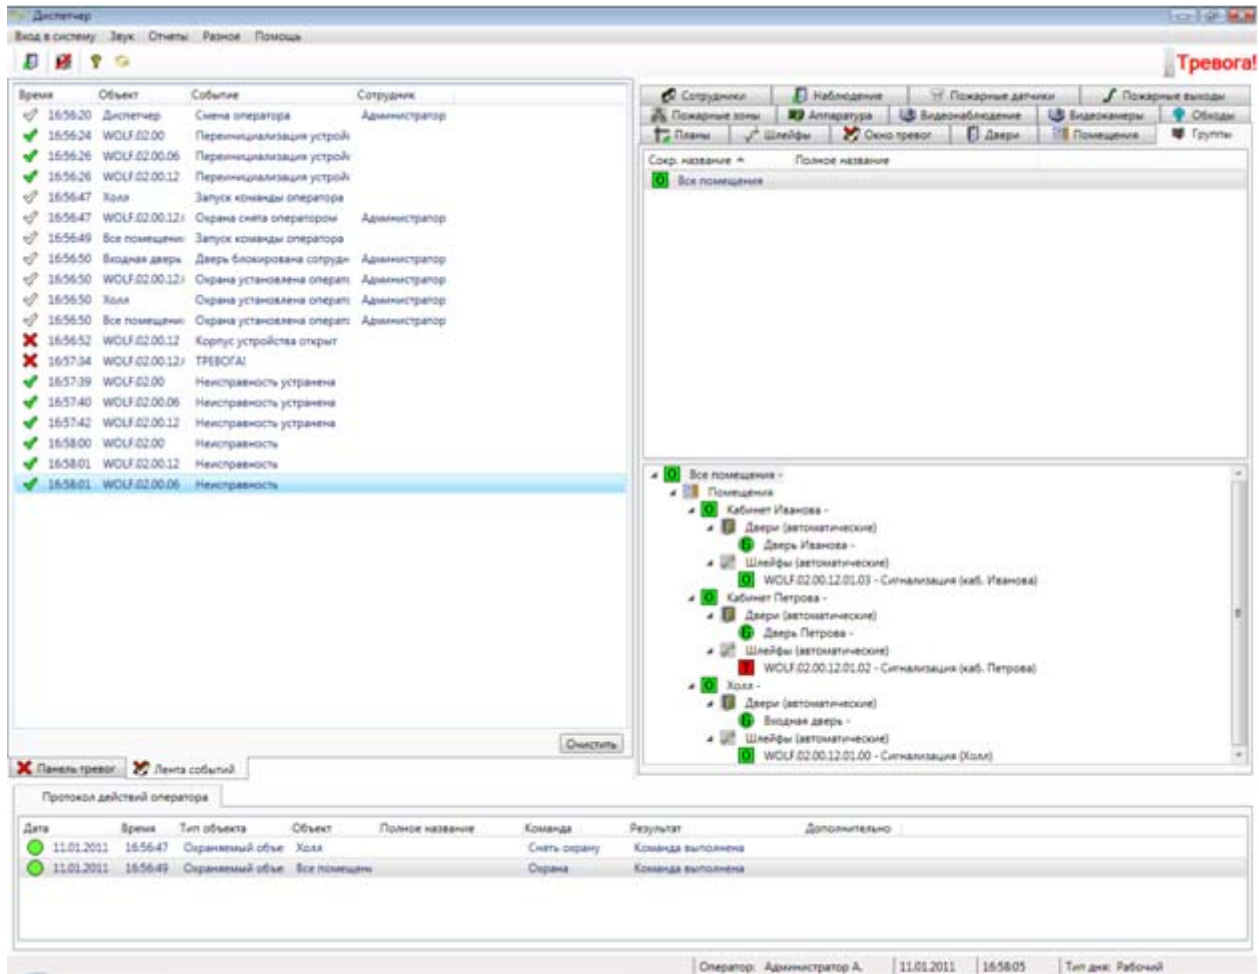 Диспетчер
Вход в систему Звук Отчеты Разное Помощь
Тревога!
Время Объект Событие Сотрудник
16:56:20 Диспетчер Смена оператора Администратор
16:56:24 WOLF.02.00 Переинициализация устрой
16:56:26 WOLF.02.00.06 Переинициализация устрой
16:56:26 WOLF.02.00.12 Переинициализация устрой
16:56:47 Холл Запуск команды оператора
16:56:47 WOLF.02.00.12. Охрана снята оператором Администратор
16:56:49 Все помещени Запуск команды оператора
16:56:50 Входная дверь Дверь блокирована сотрудн Администратор
16:56:50 WOLF.02.00.12. Охрана установлена операт Администратор
16:56:50 Холл Охрана установлена операт Администратор
16:56:50 Все помещени Охрана установлена операт Администратор
16:56:52 WOLF.02.00.12 Корпус устройства открыт
16:57:34 WOLF.02.00.12. ТРЕВОГА!
16:57:39 WOLF.02.00 Неисправность устранена
16:57:40 WOLF.02.00.06 Неисправность устранена
16:57:42 WOLF.02.00.12 Неисправность устранена
16:58:00 WOLF.02.00 Неисправность
16:58:01 WOLF.02.00.12 Неисправность
16:58:01 WOLF.02.00.06 Неисправность
Очистить
Панель тревог Лента событий
Сотрудники Наблюдение Пожарные датчики Пожарные выходы
Пожарные зоны Аппаратура Видеонаблюдение Видеокамеры Обходы
Планы Шлейфы Окно тревог Двери Помещения Группы
Сокр. название Полное название
О Все помещения
О Все помещения -
Помещения
О Кабинет Иванова -
Двери (автоматические)
Б Дверь Иванова -
Шлейфы (автоматические)
О WOLF.02.00.12.01.03 - Сигнализация (каб. Иванова)
О Кабинет Петрова -
Двери (автоматические)
Б Дверь Петрова -
Шлейфы (автоматические)
Т WOLF.02.00.12.01.02 - Сигнализация (каб. Петрова)
О Холл -
Двери (автоматические)
Б Входная дверь -
Шлейфы (автоматические)
О WOLF.02.00.12.01.00 - Сигнализация (Холл)
Протокол действий оператора
Дата Время Тип объекта Объект Полное название Команда Результат Дополнительно
11.01.2011 16:56:47 Охраняемый объе Холл Снять охрану Команда выполнена
11.01.2011 16:56:49 Охраняемый объе Все помещени Охрана Команда выполнена
Оператор: Администратор А. 11.01.2011 16:58:05 Тип дня: Рабочий